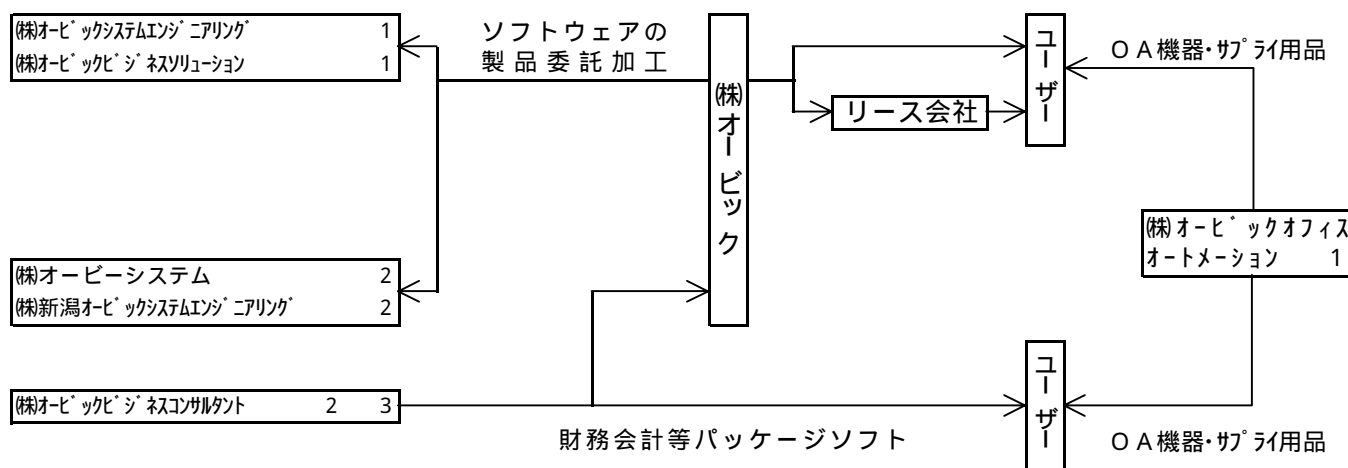 ㈱オービックシステムエンジニアリング 1
㈱オービックビジネスソリューション 1
ソフトウェアの
製品委託加工
㈱オービック
ユーザー
リース会社
OA機器・サプライ用品
㈱オービックオフィス
オートメーション 1
㈱オービーシステム 2
㈱新潟オービックシステムエンジニアリング 2
㈱オービックビジネスコンサルタント 2 3
財務会計等パッケージソフト
ユーザー
OA機器・サプライ用品